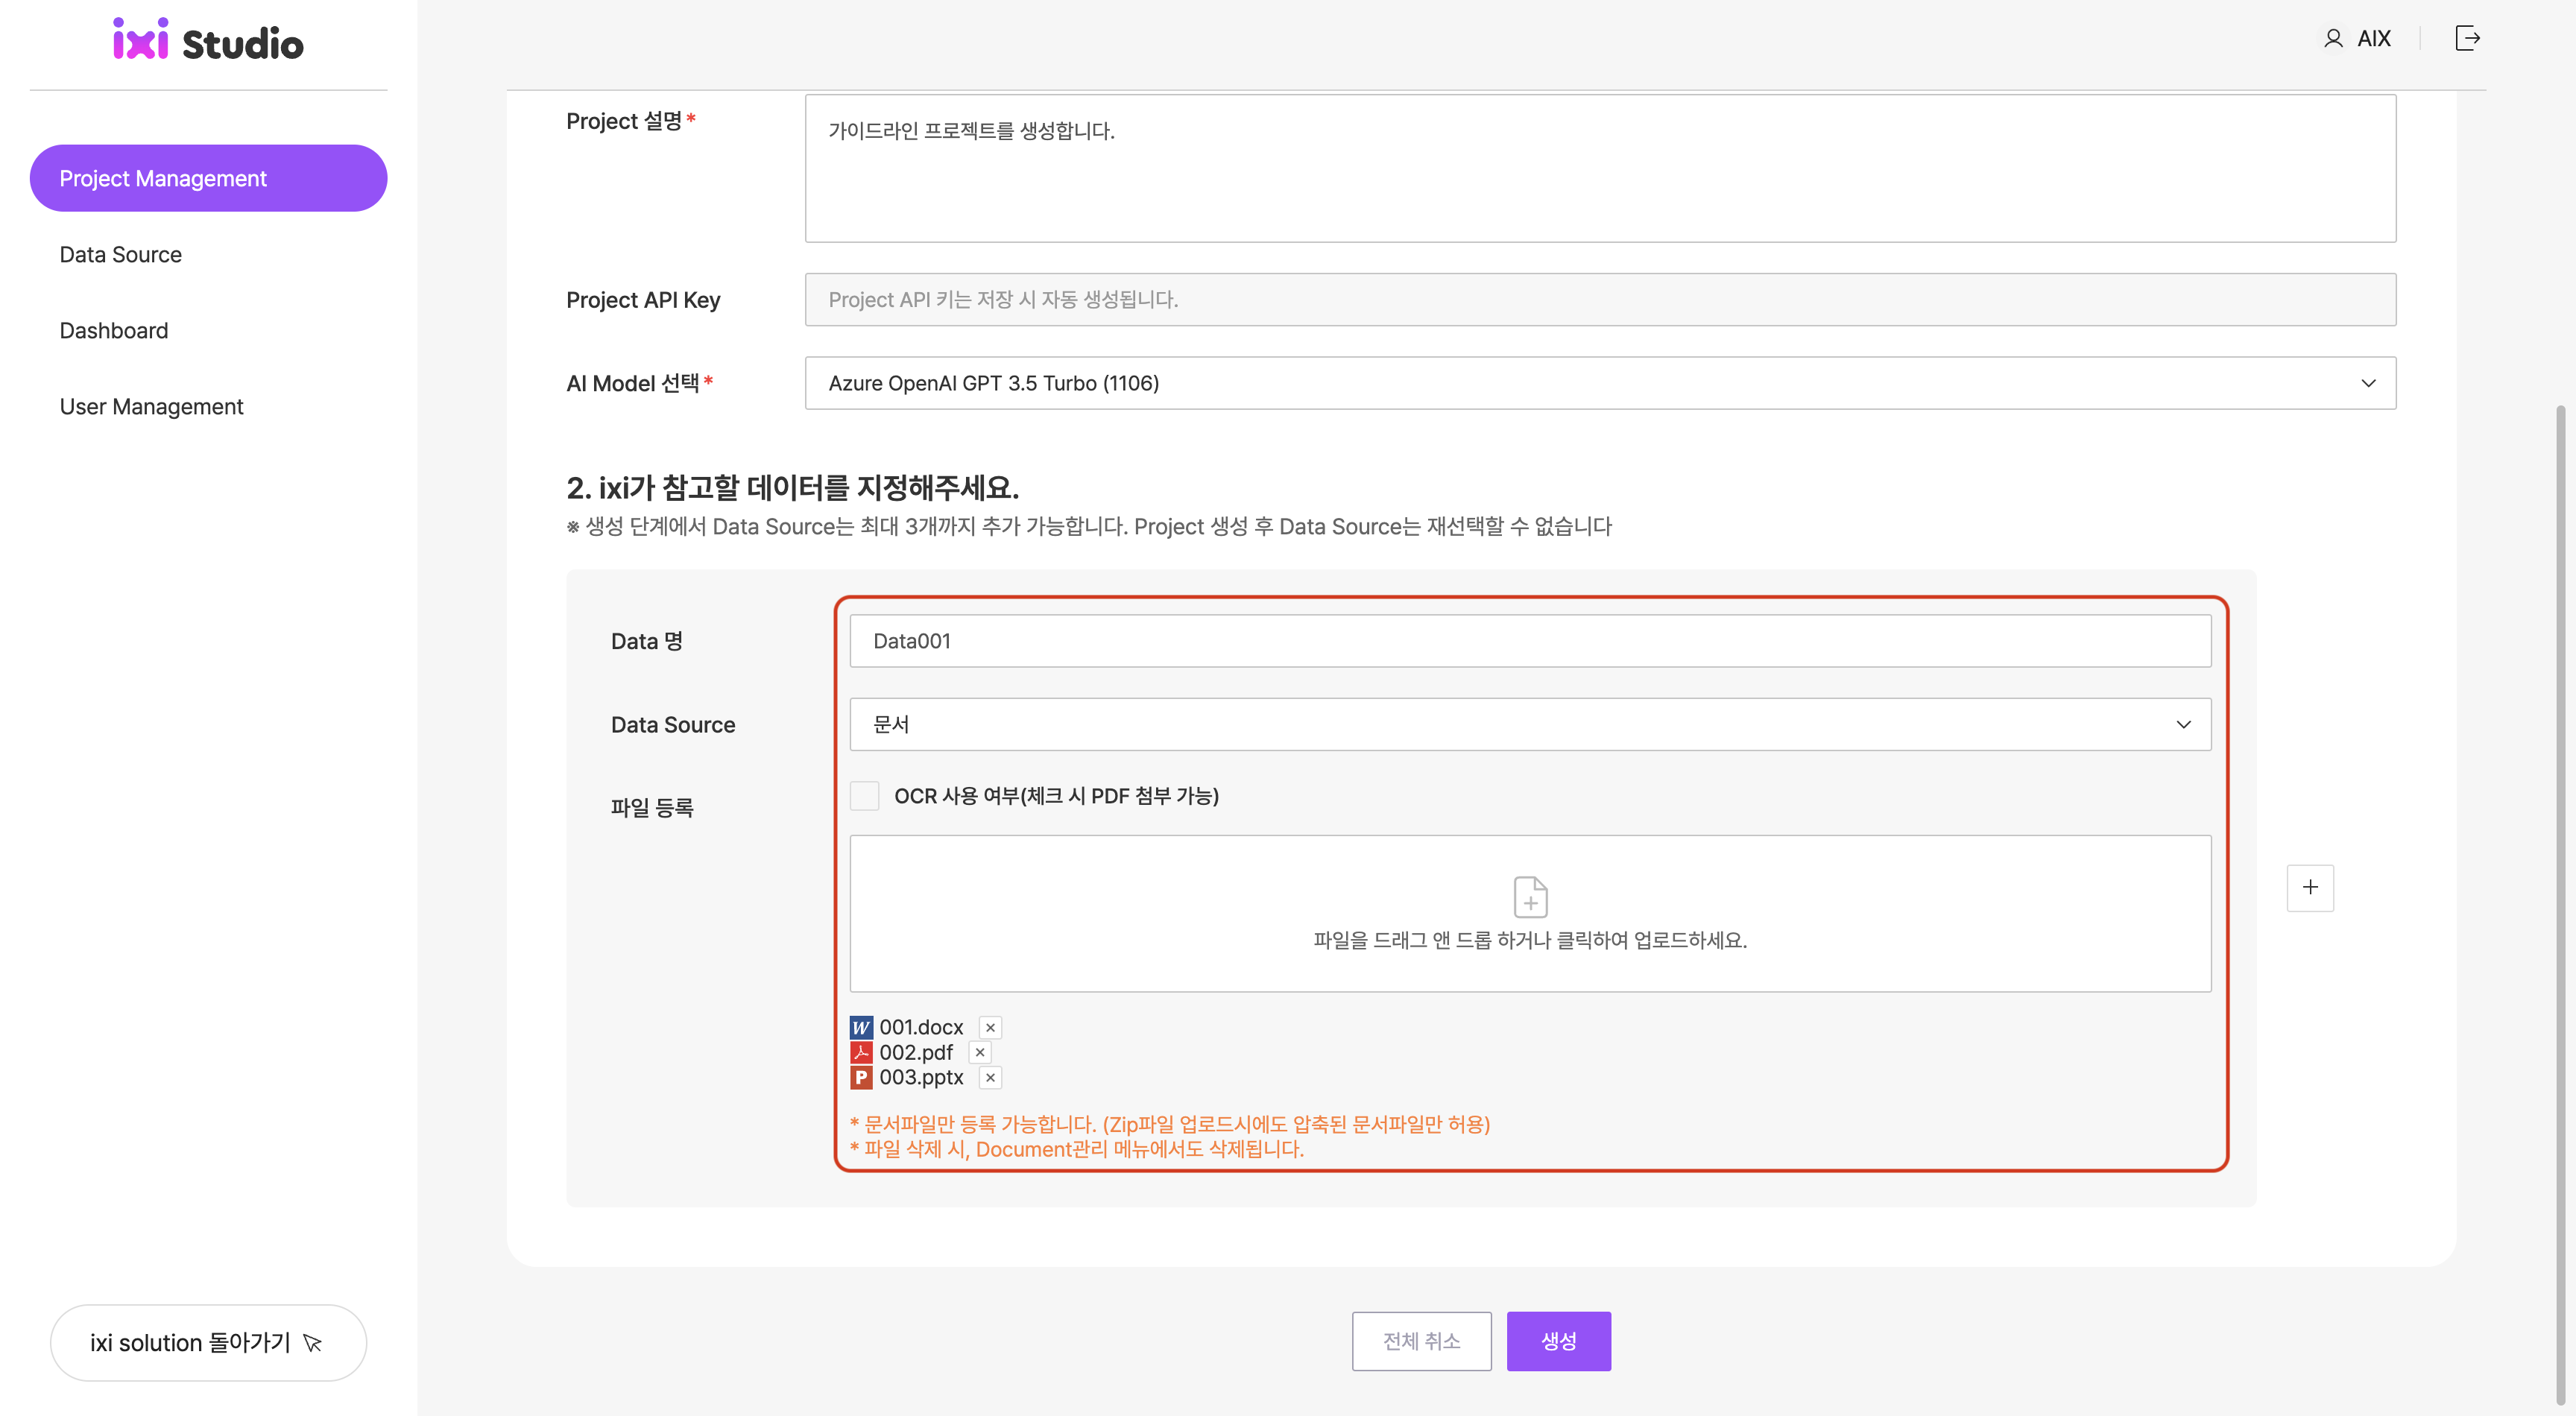 ixi Studio
AIX
Project Management
Data Source
Dashboard
User Management
ixi solution 돌아가기
Project 설명*
가이드라인 프로젝트를 생성합니다.
Project API Key
Project API 키는 저장 시 자동 생성됩니다.
AI Model 선택*
Azure OpenAI GPT 3.5 Turbo (1106)
2. ixi가 참고할 데이터를 지정해주세요.
※ 생성 단계에서 Data Source는 최대 3개까지 추가 가능합니다. Project 생성 후 Data Source는 재선택할 수 없습니다
Data 명
Data001
Data Source
문서
파일 등록
OCR 사용 여부(체크 시 PDF 첨부 가능)
파일을 드래그 앤 드롭 하거나 클릭하여 업로드하세요.
W 001.docx
002.pdf
P 003.pptx
* 문서파일만 등록 가능합니다. (Zip파일 업로드시에도 압축된 문서파일만 허용)
* 파일 삭제 시, Document관리 메뉴에서도 삭제됩니다.
전체 취소
생성